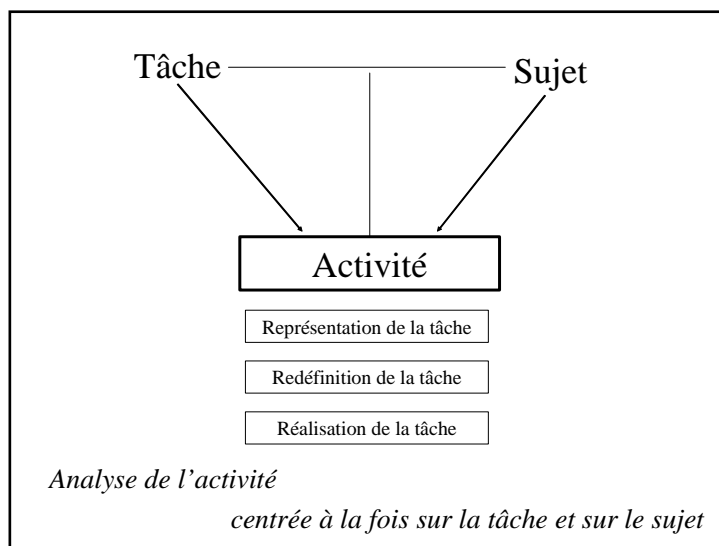 Tâche
Sujet
Activité
Représentation de la tâche
Redéfinition de la tâche
Réalisation de la tâche
Analyse de l’activité
centrée à la fois sur la tâche et sur le sujet